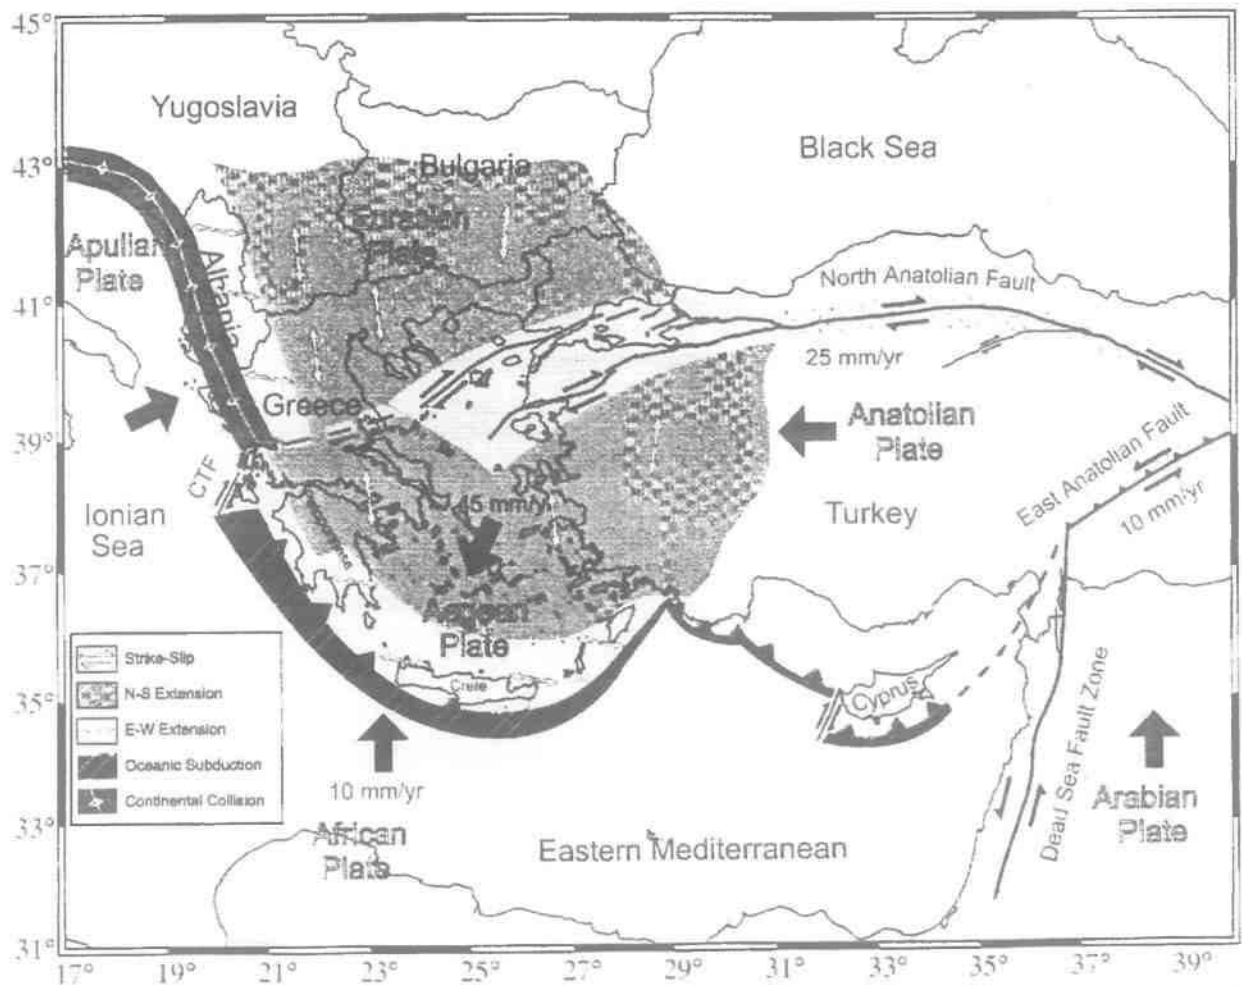 45°
43°
41°
39°
37°
35°
33°
31°
17°
19°
21°
23°
25°
27°
29°
31°
33°
35°
37°
39°
Yugoslavia
Bulgaria
Black Sea
Eurasian
Plate
Apulian
Plate
Albania
North Anatolian Fault
25 mm/yr
Greece
Anatolian
Plate
East Anatolian Fault
10 mm/yr
CTF
Ionian
Sea
45 mm/yr
Turkey
Aegean
Plate
Crete
Cyprus
Dead Sea Fault Zone
Arabian
Plate
10 mm/yr
African
Plate
Eastern Mediterranean
Strike-Slip
N-S Extension
E-W Extension
Oceanic Subduction
Continental Collision